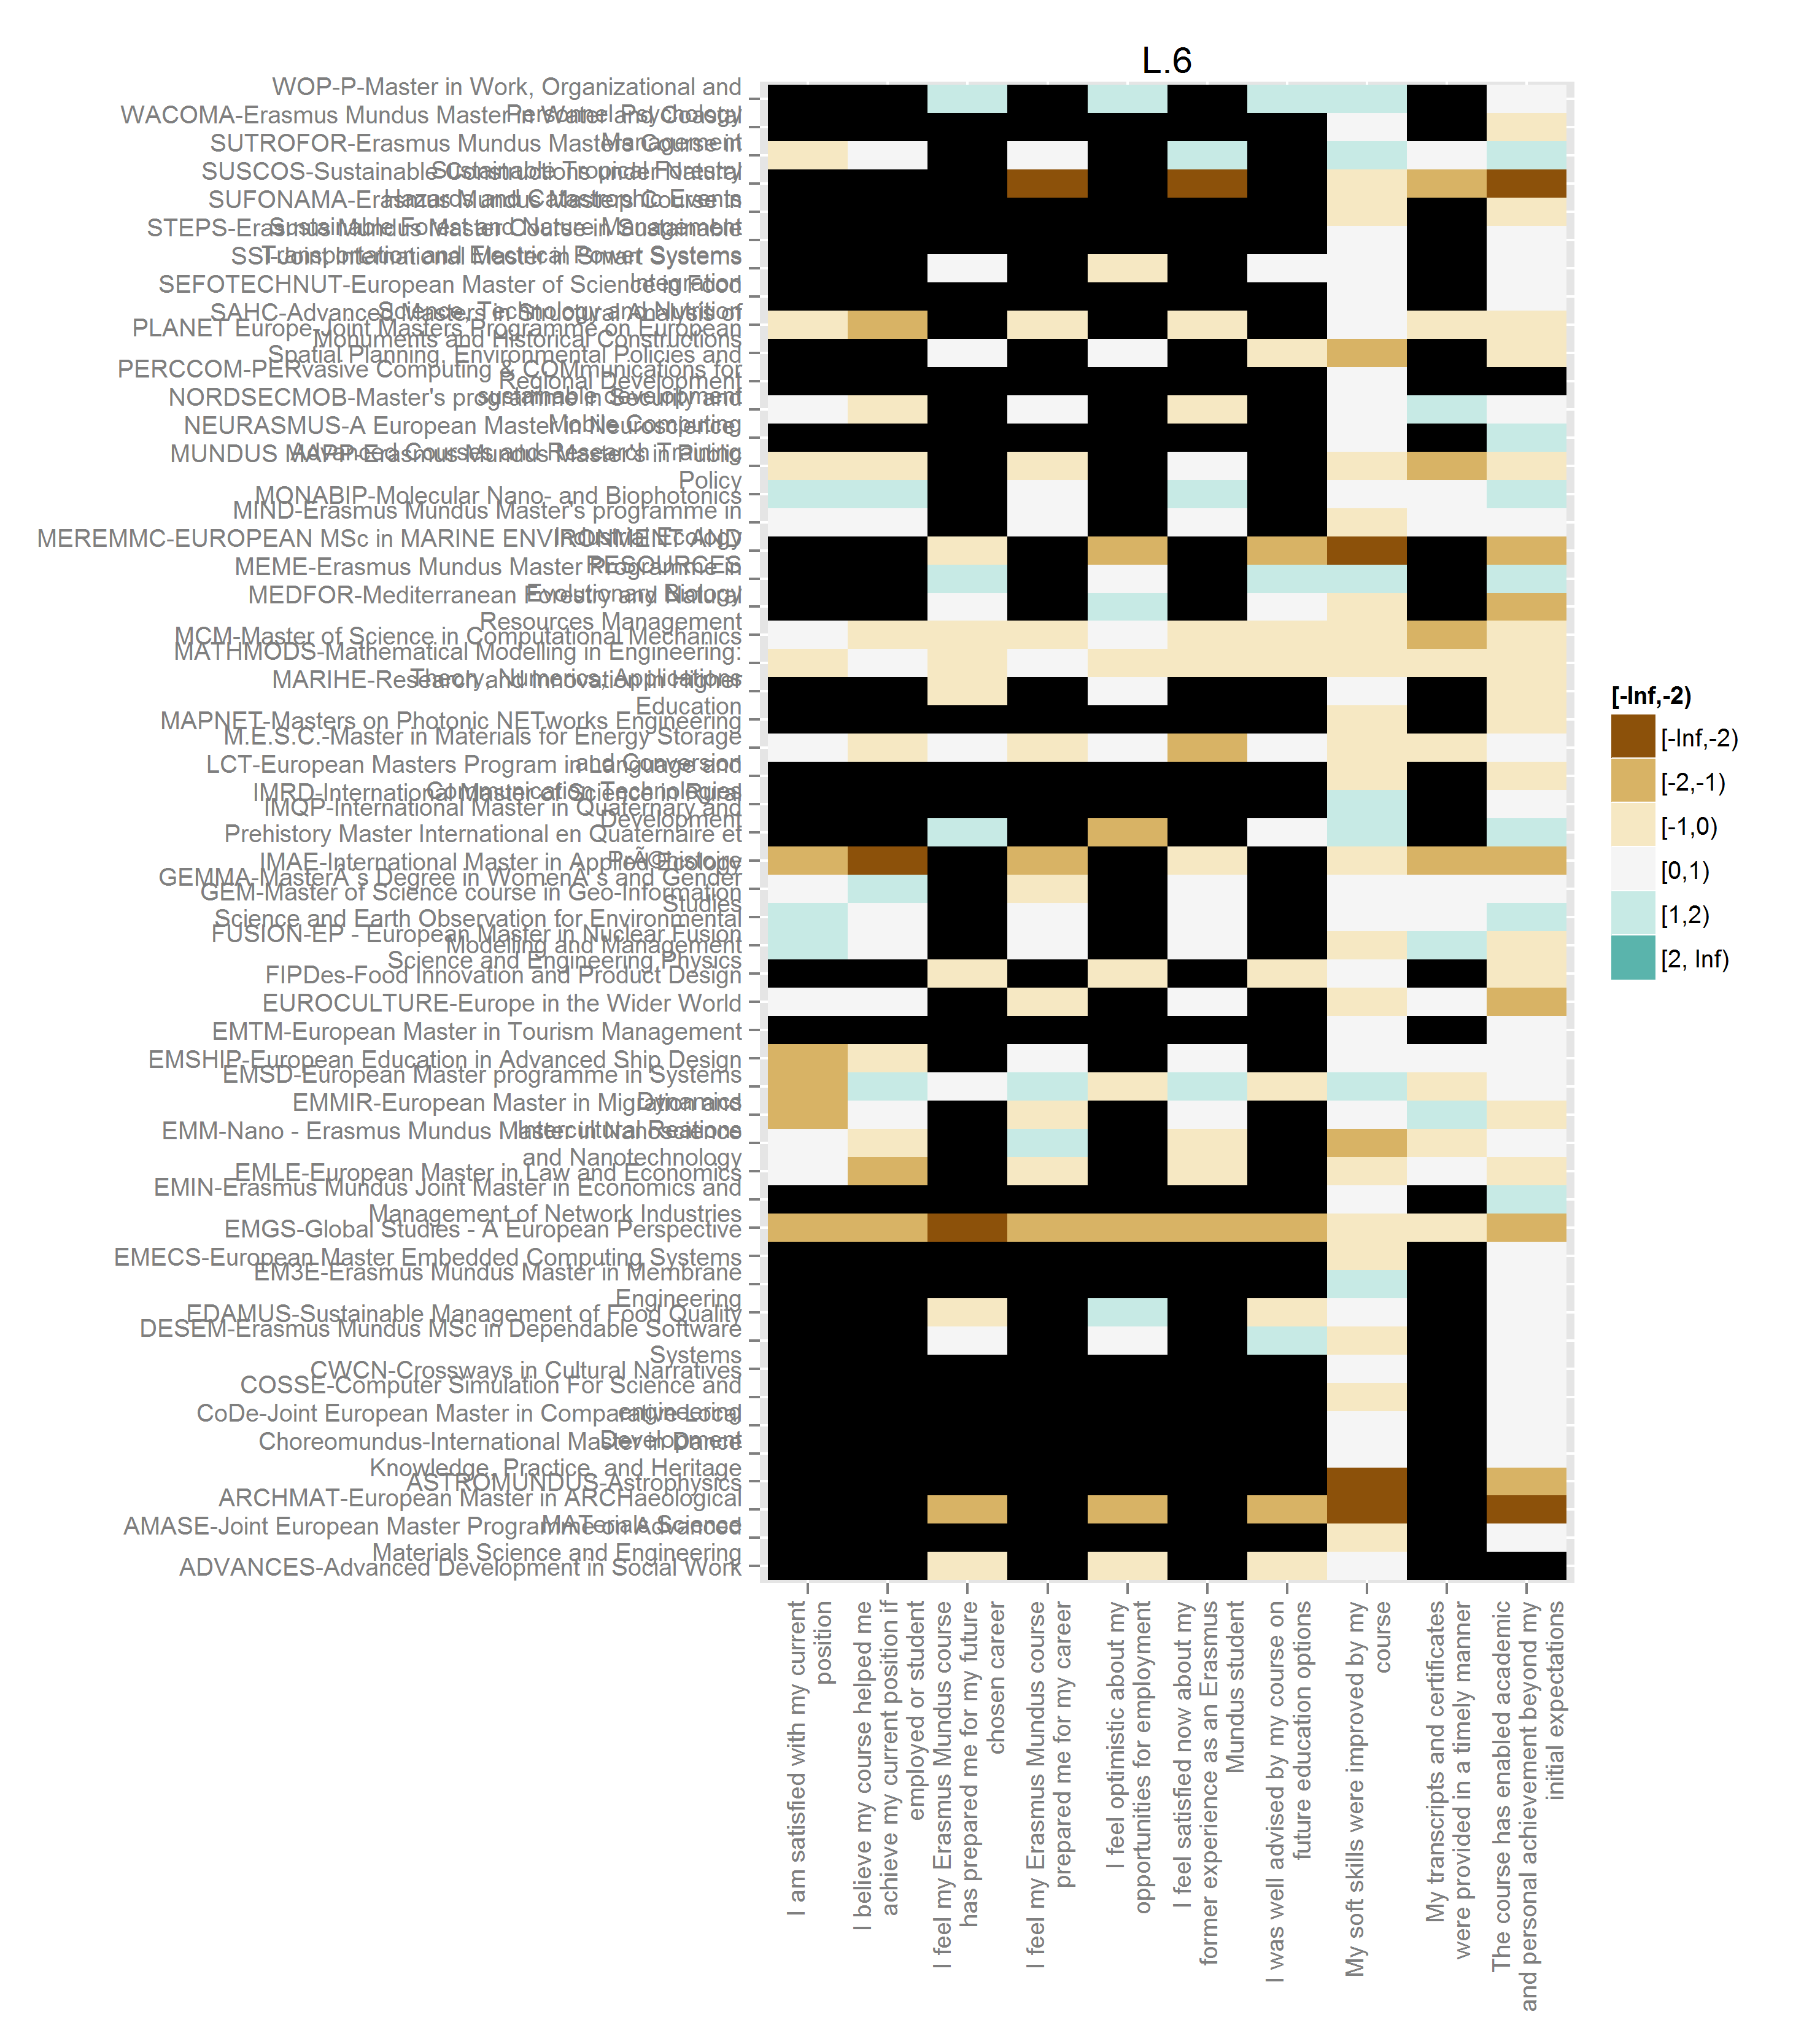 L.6
WOP-P-Master in Work, Organizational and
Personnel Psychology
WACOMA-Erasmus Mundus Master in Water and Coastal
Management
SUTROFOR-Erasmus Mundus Masters Course in
Sustainable Tropical Forestry
SUSCOS-Sustainable Constructions under Natural
Hazards and Catastrophic Events
SUFONAMA-Erasmus Mundus Masters Course in
Sustainable Forest and Nature Management
STEPS-Erasmus Mundus Master Course in Sustainable
Transportation and Electrical Power Systems
SSI-Joint International Master in Smart Systems
Integration
SEFOTECHNUT-European Master of Science in Food
Science, Technology and Nutrition
SAHC-Advanced Masters in Structural Analysis of
Monuments and Historical Constructions
PLANET Europe-Joint Masters Programme on European
Spatial Planning, Environmental Policies and
Regional Development
PERCCOM-PERvasive Computing & COMmunications for
sustainable development
NORDSECMOB-Master's programme in Security and
Mobile Computing
NEURASMUS-A European Master in Neuroscience:
Advanced Courses and Research Training
MUNDUS MAPP-Erasmus Mundus Master's in Public
Policy
MONABIP-Molecular Nano- and Biophotonics
MIND-Erasmus Mundus Master's programme in
Industrial Ecology
MEREMMC-EUROPEAN MSc in MARINE ENVIRONMENT AND
RESOURCES
MEME-Erasmus Mundus Master Programme in
Evolutionary Biology
MEDFOR-Mediterranean Forestry and Natural
Resources Management
MCM-Master of Science in Computational Mechanics
MATHMODS-Mathematical Modelling in Engineering:
Theory, Numerics, Applications
MARIHE-Research and Innovation in Higher
Education
MAPNET-Masters on Photonic NETworks Engineering
M.E.S.C.-Master in Materials for Energy Storage
and Conversion
LCT-European Masters Program in Language and
Communication Technologies
IMRD-International Master of Science in Rural
Development
IMQP-International Master in Quaternary and
Prehistory Master International en Quaternaire et
PrÃ©histoire
IMAE-International Master in Applied Ecology
GEMMA-MasterÂ´s Degree in WomenÂ´s and Gender
Studies
GEM-Master of Science course in Geo-Information
Science and Earth Observation for Environmental
Modelling and Management
FUSION-EP - European Master in Nuclear Fusion
Science and Engineering Physics
FIPDes-Food Innovation and Product Design
EUROCULTURE-Europe in the Wider World
EMTM-European Master in Tourism Management
EMSHIP-European Education in Advanced Ship Design
EMSD-European Master programme in Systems
Dynamics
EMMIR-European Master in Migration and
Intercultural Reations
EMM-Nano - Erasmus Mundus Master in Nanoscience
and Nanotechnology
EMLE-European Master in Law and Economics
EMIN-Erasmus Mundus Joint Master in Economics and
Management of Network Industries
EMGS-Global Studies - A European Perspective
EMECS-European Master Embedded Computing Systems
EM3E-Erasmus Mundus Master in Membrane
Engineering
EDAMUS-Sustainable Management of Food Quality
DESEM-Erasmus Mundus MSc in Dependable Software
Systems
CWCN-Crossways in Cultural Narratives
COSSE-Computer Simulation For Science and
engineering
CoDe-Joint European Master in Comparative Local
Development
Choreomundus-International Master in Dance
Knowledge, Practice, and Heritage
ASTROMUNDUS-Astrophysics
ARCHMAT-European Master in ARCHaeological
MATerials Science
AMASE-Joint European Master Programme on Advanced
Materials Science and Engineering
ADVANCES-Advanced Development in Social Work
[-Inf,-2)
[-Inf,-2)
[-2,-1)
[-1,0)
[0,1)
[1,2)
[2, Inf)
I am satisfied with my current
position
I believe my course helped me
achieve my current position if
employed or student
I feel my Erasmus Mundus course
has prepared me for my future
chosen career
I feel my Erasmus Mundus course
prepared me for my career
I feel optimistic about my
opportunities for employment
I feel satisfied now about my
former experience as an Erasmus
Mundus student
I was well advised by my course on
future education options
My soft skills were improved by my
course
My transcripts and certificates
were provided in a timely manner
The course has enabled academic
and personal achievement beyond my
initial expectations